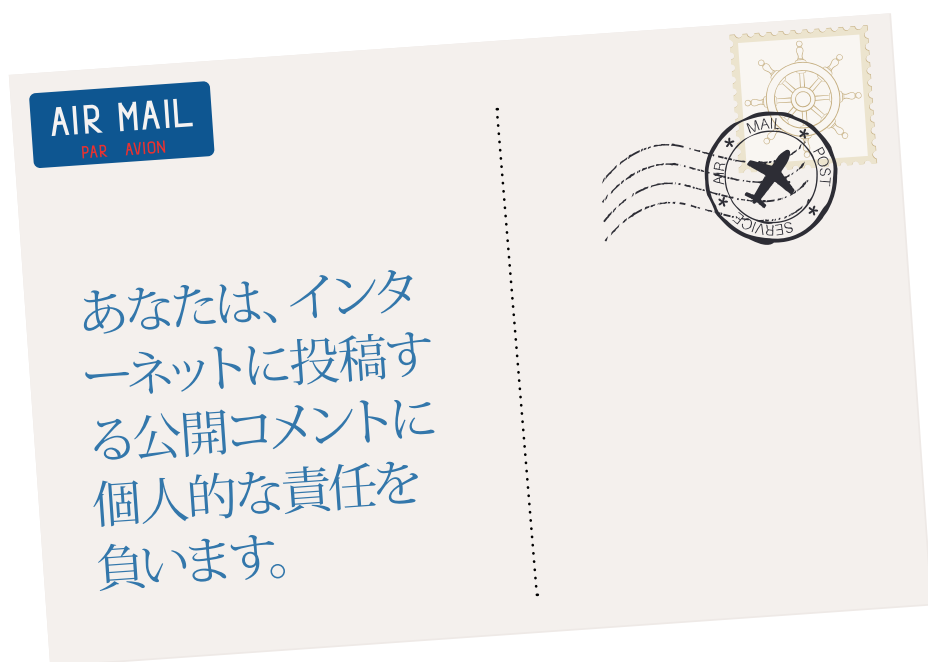 AIR MAIL
PAR AVION
AIR MAIL POST SERVICE
あなたは、インタ
ーネットに投稿す
る公開コメントに
個人的な責任を
負います。